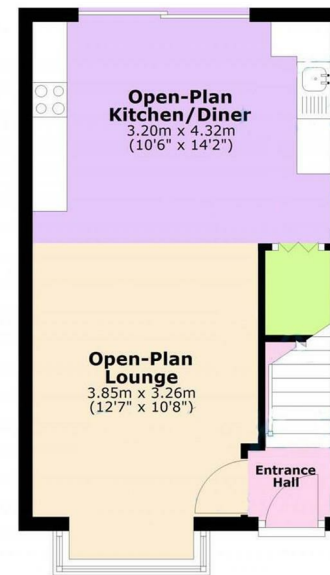 Open-Plan
Kitchen/Diner
3.20m x 4.32m
(10'6" x 14'2")
Open-Plan
Lounge
3.85m x 3.26m
(12'7" x 10'8")
Entrance
Hall